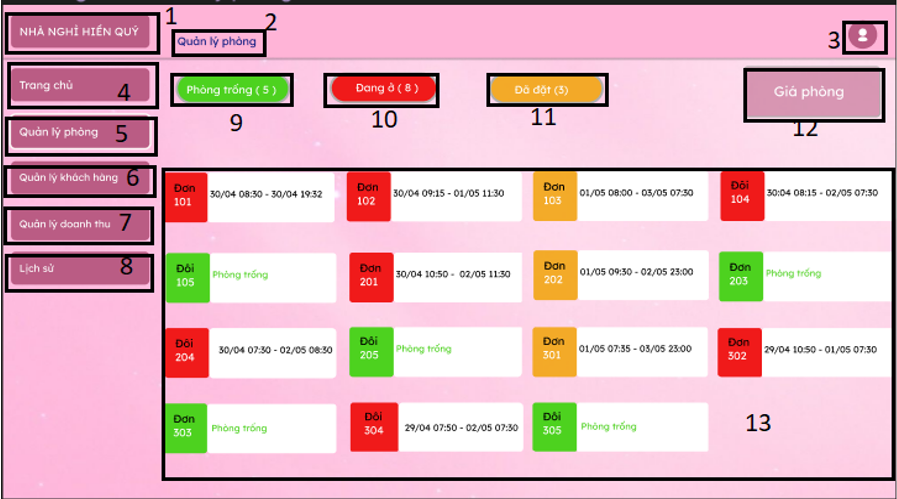 1
2
NHÀ NGHỈ HIỀN QUÝ
Quản lý phòng
3
Trang chủ
4
Phòng trống ( 5 )
Đang ở ( 8 )
Đã đặt (3)
Giá phòng
9
10
11
12
Quản lý phòng
5
Quản lý khách hàng
6
Quản lý doanh thu
7
Lịch sử
8
Đơn
101
30/04 08:30 - 30/04 19:32
Đơn
102
30/04 09:15 - 01/05 11:30
Đơn
103
01/05 08:00 - 03/05 07:30
Đôi
104
30:04 08:15 - 02/05 07:30
Đôi
105
Phòng trống
Đơn
201
30/04 10:50 - 02/05 11:30
Đơn
202
01/05 09:30 - 02/05 23:00
Đơn
203
Phòng trống
Đôi
204
30/04 07:30 - 02/05 08:30
Đôi
205
Phòng trống
Đơn
301
01/05 07:35 - 03/05 23:00
Đơn
302
29/04 10:50 - 01/05 07:30
Đơn
303
Phòng trống
Đôi
304
29/04 07:50 - 02/05 07:30
Đôi
305
Phòng trống
13